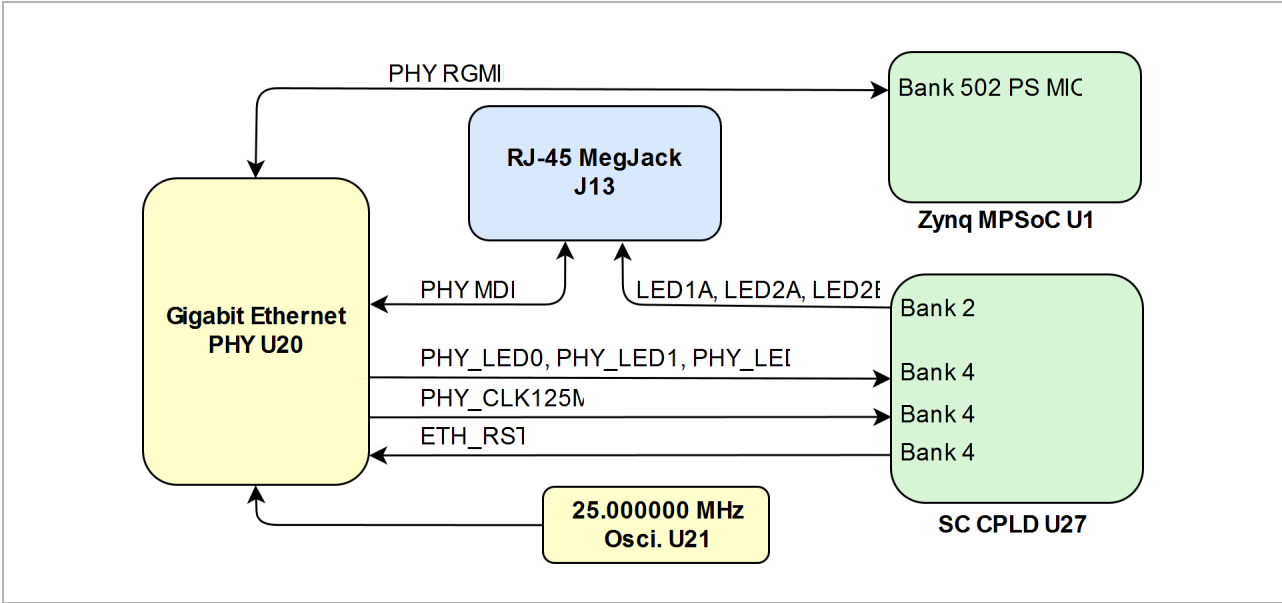 PHY RGMI
Bank 502 PS MIC
RJ-45 MegJack
J13
Zynq MPSoC U1
PHY MDI
LED1A, LED2A,
Bank 2
Gigabit Ethernet
PHY U20
PHY_LED0, PHY_LED1,
Bank 4
PHY_CLK125M
Bank 4
ETH_RST
Bank 4
25.000000 MHz
Osci. U21
SC CPLD U27